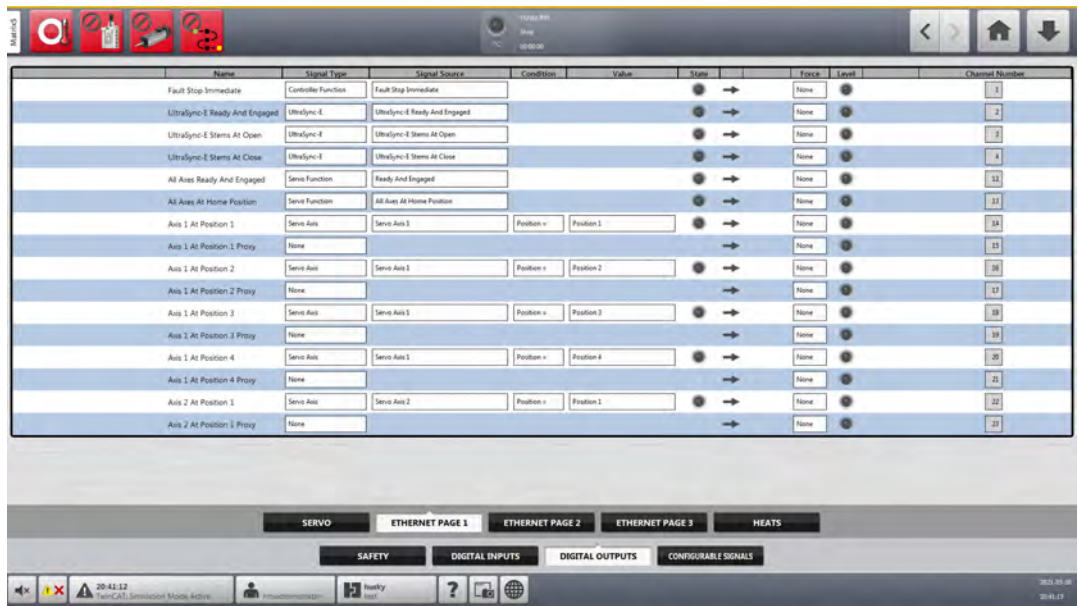 Matrix5
Stop
°C 00:00:00
Name Signal Type Signal Source Condition Value State Force Level Channel Number
Fault Stop Immediate Controller Function Fault Stop Immediate None 1
UltraSync-E Ready And Engaged UltraSync-E UltraSync-E Ready And Engaged None 2
UltraSync-E Stems At Open UltraSync-E UltraSync-E Stems At Open None 3
UltraSync-E Stems At Close UltraSync-E UltraSync-E Stems At Close None 4
All Axes Ready And Engaged Servo Function Ready And Engaged None 12
All Axes At Home Position Servo Function All Axes At Home Position None 13
Axis 1 At Position 1 Servo Axis Servo Axis 1 Position = Position 1 None 14
Axis 1 At Position 1 Proxy None None 15
Axis 1 At Position 2 Servo Axis Servo Axis 1 Position = Position 2 None 16
Axis 1 At Position 2 Proxy None None 17
Axis 1 At Position 3 Servo Axis Servo Axis 1 Position = Position 3 None 18
Axis 1 At Position 3 Proxy None None 19
Axis 1 At Position 4 Servo Axis Servo Axis 1 Position = Position 4 None 20
Axis 1 At Position 4 Proxy None None 21
Axis 2 At Position 1 Servo Axis Servo Axis 2 Position = Position 1 None 22
Axis 2 At Position 1 Proxy None None 23
SERVO ETHERNET PAGE 1 ETHERNET PAGE 2 ETHERNET PAGE 3 HEATS
SAFETY DIGITAL INPUTS DIGITAL OUTPUTS CONFIGURABLE SIGNALS
20:41:12
TwinCAT: Simulation Mode Active
husky
test
?
20:41:13